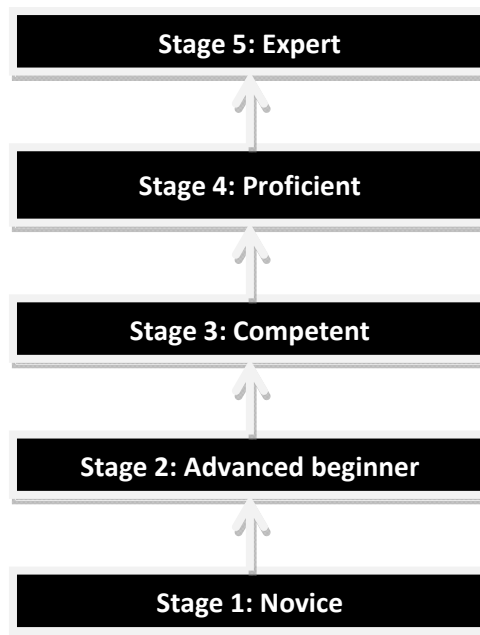 Stage 5: Expert
Stage 4: Proficient
Stage 3: Competent
Stage 2: Advanced beginner
Stage 1: Novice